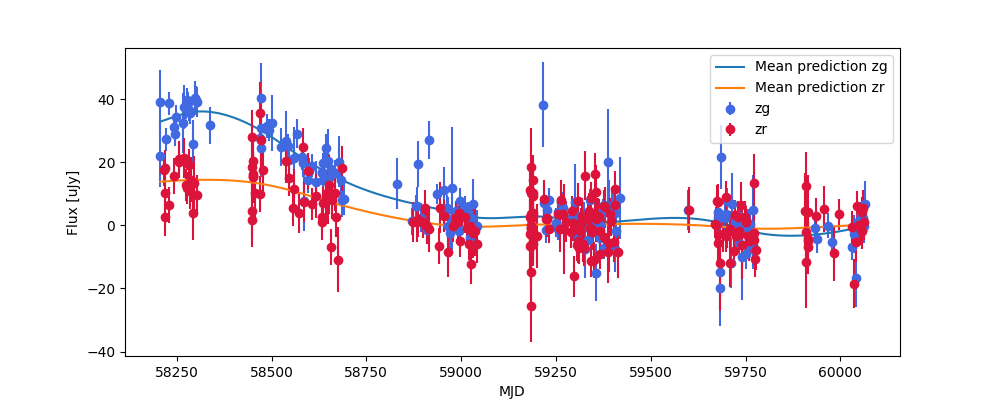 Mean prediction zg
Mean prediction zr
zg
zr
40
20
0
−20
−40
Flux [uJy]
58250
58500
58750
59000
59250
59500
59750
60000
MJD